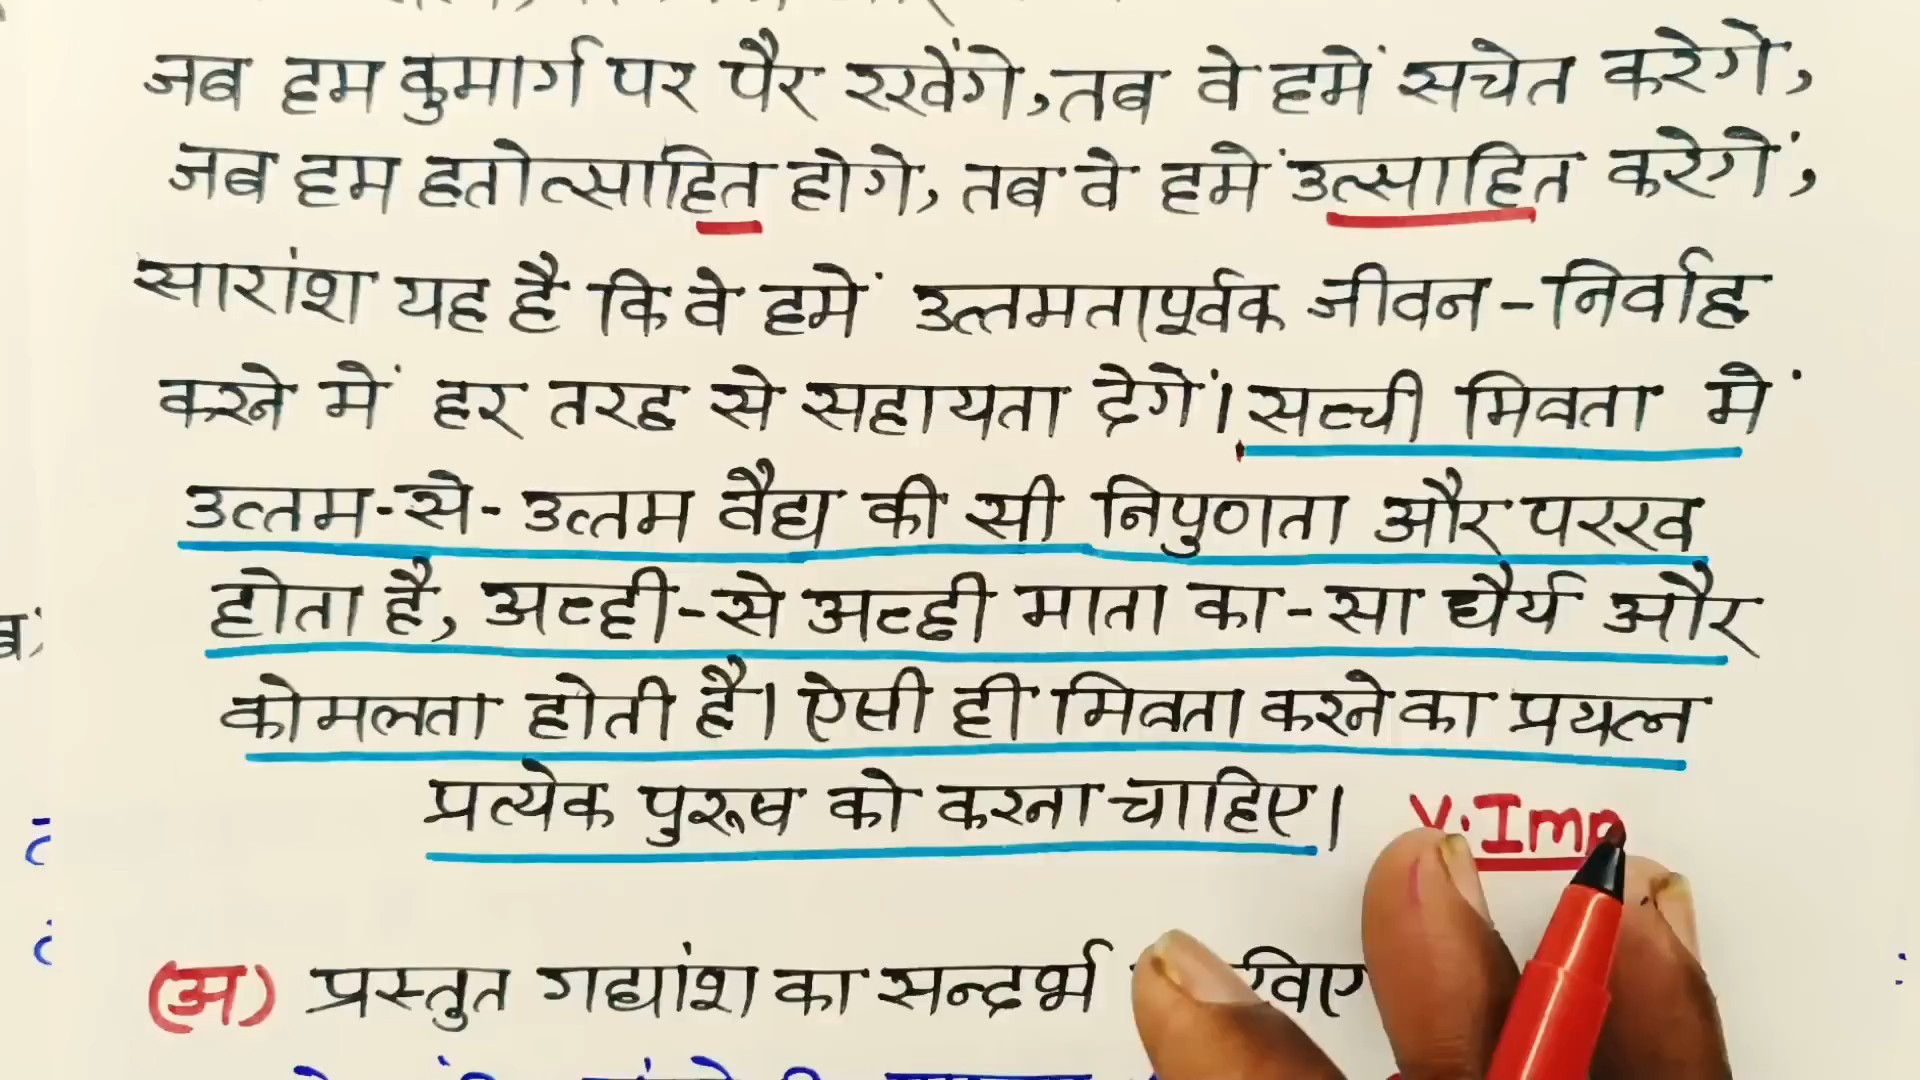 जब हम कुमार्ग पर पैर रखेंगे, तब वे हमें सचेत करेगें,
जब हम हतोत्साहित होगे, तब वे हमें उत्साहित करेगें,
सारांश यह है कि वे हमें उत्तमतापूर्वक जीवन-निर्वाह
करने में हर तरह से सहायता देगें। सच्ची मित्रता में
उत्तम-से-उत्तम वैद्य की सी निपुणता और परख
होता है, अच्छी-से अच्छी माता का-सा धैर्य और
कोमलता होती है। ऐसी ही मित्रता करने का प्रयत्न
प्रत्येक पुरुष को करना चाहिए।
V.Imp
(अ) प्रस्तुत गद्यांश का सन्दर्भ